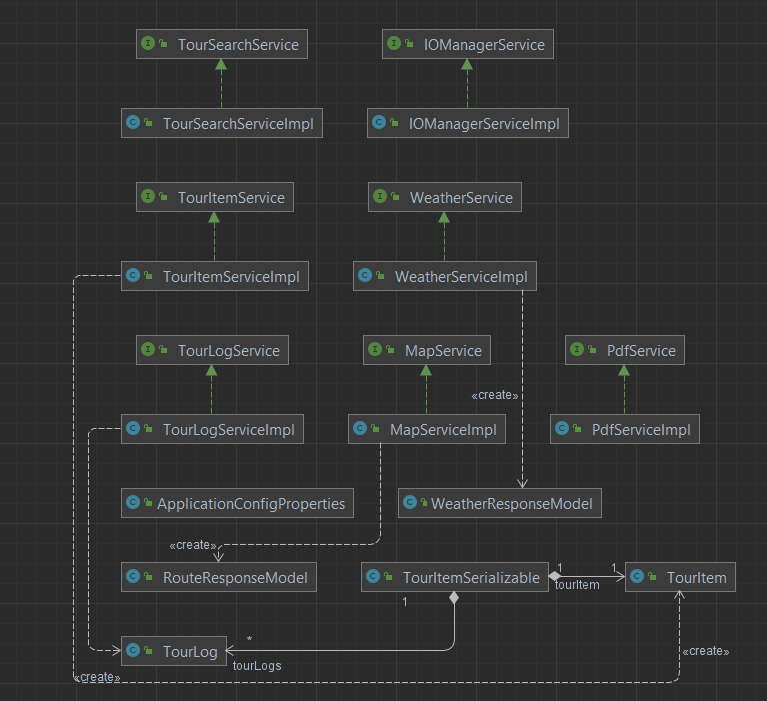 TourSearchService
IOManagerService
TourSearchServiceImpl
IOManagerServiceImpl
TourItemService
WeatherService
TourItemServiceImpl
WeatherServiceImpl
TourLogService
MapService
PdfService
«create»
TourLogServiceImpl
MapServiceImpl
PdfServiceImpl
ApplicationConfigProperties
WeatherResponseModel
«create»
RouteResponseModel
TourItemSerializable
1
1
tourItem
TourItem
1
*
TourLog
tourLogs
«create»
«create»